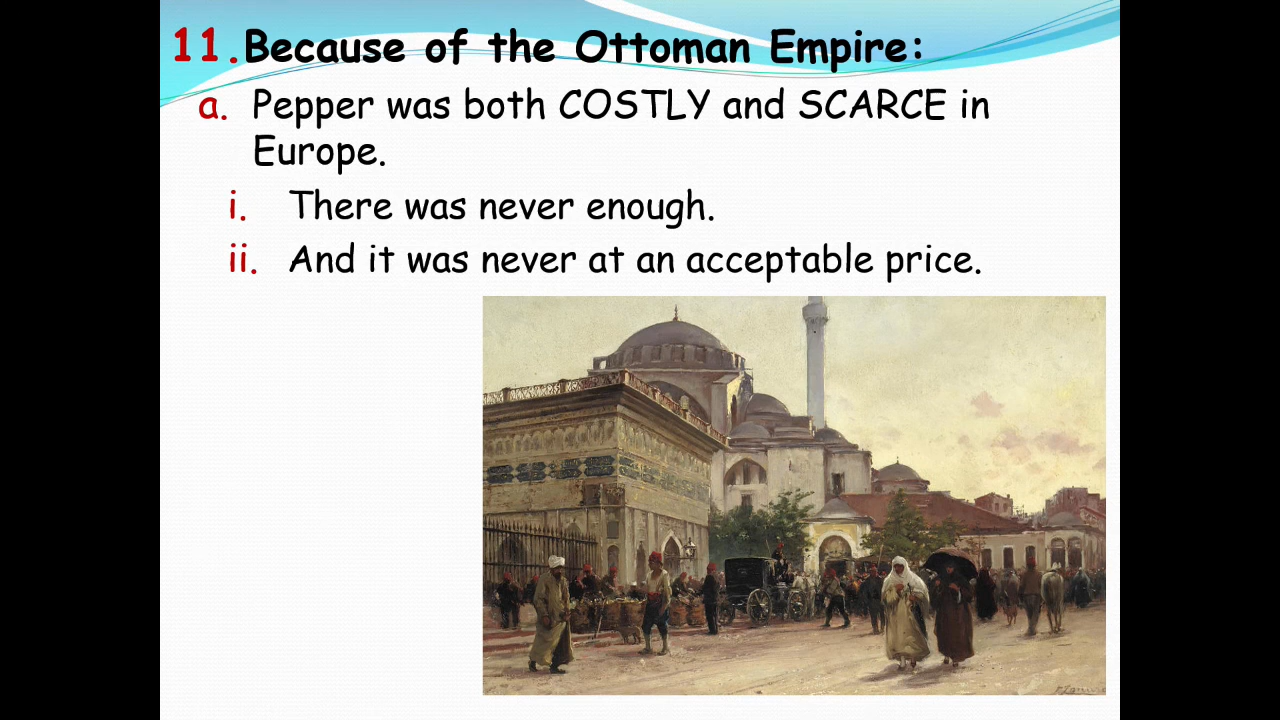 11.Because of the Ottoman Empire:
a. Pepper was both COSTLY and SCARCE in
Europe.
i. There was never enough.
ii. And it was never at an acceptable price.